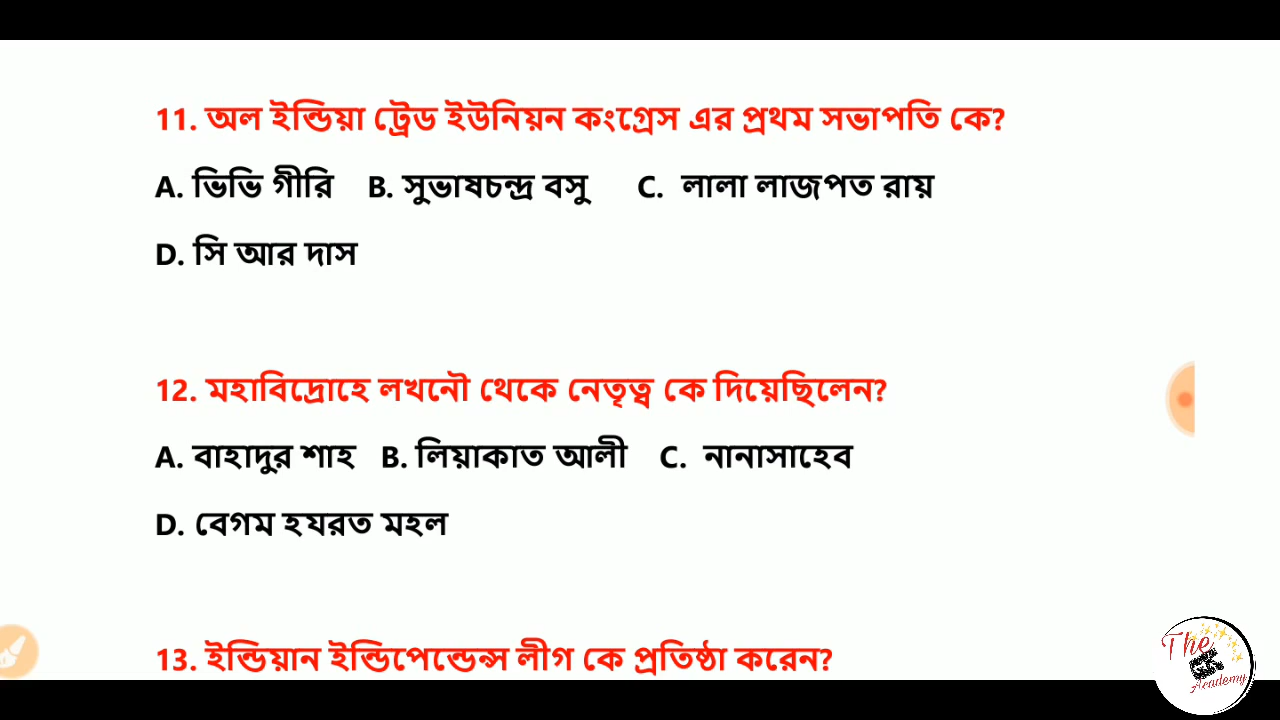 11. অল ইন্ডিয়া ট্রেড ইউনিয়ন কংগ্রেস এর প্রথম সভাপতি কে?
A. ভিভি গীরি B. সুভাষচন্দ্র বসু C. লালা লাজপত রায়
D. সি আর দাস
12. মহাবিদ্রোহে লখনৌ থেকে নেতৃত্ব কে দিয়েছিলেন?
A. বাহাদুর শাহ B. লিয়াকাত আলী C. নানাসাহেব
D. বেগম হযরত মহল
13. ইন্ডিয়ান ইন্ডিপেন্ডেন্স লীগ কে প্রতিষ্ঠা করেন?
The
GK
Academy